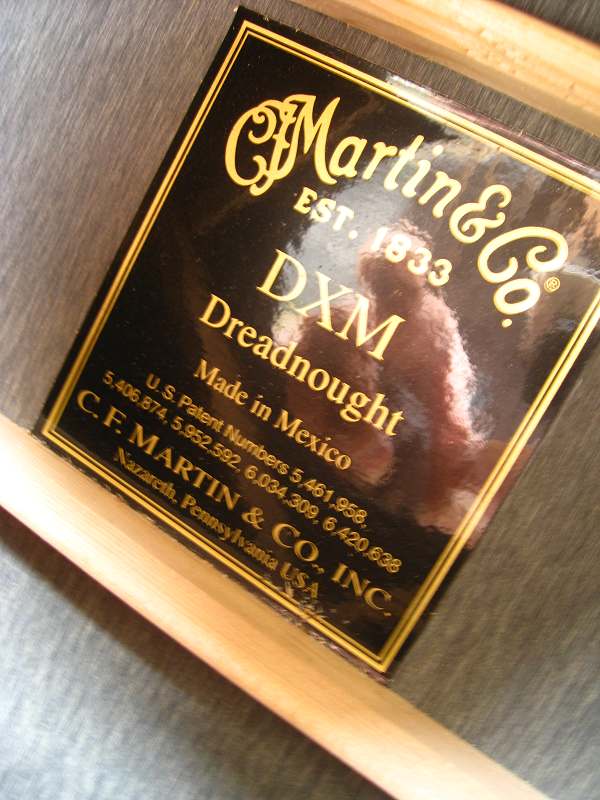 CFMartin & Co.®
EST. 1833
DXM
Dreadnought
Made in Mexico
U.S. Patent Numbers 5,461,958,
5,406,874, 5,952,592, 6,034,309, 6,420,638
C. F. MARTIN & CO., INC.
Nazareth, Pennsylvania USA